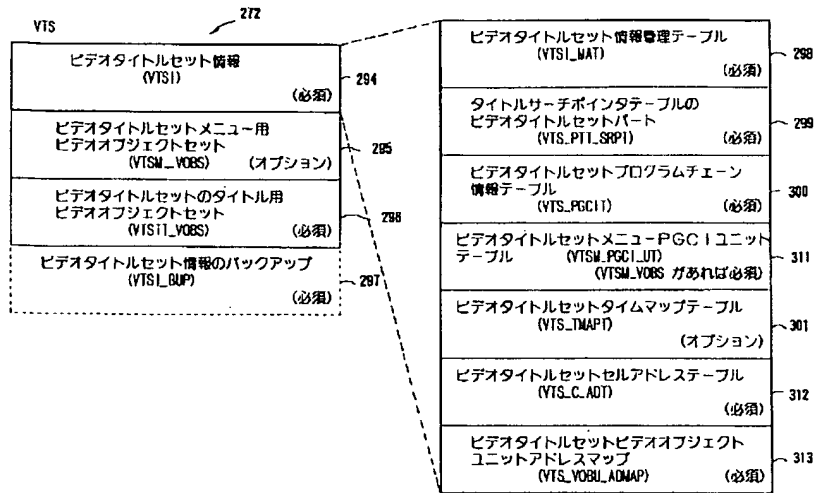 VTS
272
ビデオタイトルセット情報
(VTSI)
(必須)
294
ビデオタイトルセットメニュー用
ビデオオブジェクトセット
(VTSM_VOBS) (オプション)
295
ビデオタイトルセットのタイトル用
ビデオオブジェクトセット
(VTSTT_VOBS) (必須)
296
ビデオタイトルセット情報のバックアップ
(VTSI_BUP)
(必須)
297
ビデオタイトルセット情報管理テーブル
(VTSI_MAT)
(必須)
298
タイトルサーチポインタテーブルの
ビデオタイトルセットパート
(VTS_PTT_SRPT) (必須)
299
ビデオタイトルセットプログラムチェーン
情報テーブル
(VTS_PGCIT) (必須)
300
ビデオタイトルセットメニューPGCIユニット
テーブル (VTSM_PGCI_UT)
(VTSM_VOBS があれば必須)
311
ビデオタイトルセットタイムマップテーブル
(VTS_TMAPT)
(オプション)
301
ビデオタイトルセットセルアドレステーブル
(VTS_C_ADT)
(必須)
312
ビデオタイトルセットビデオオブジェクト
ユニットアドレスマップ
(VTS_VOBU_ADMAP) (必須)
313